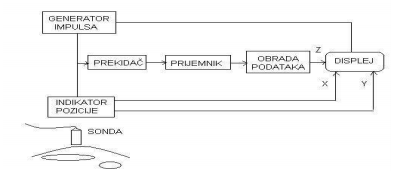 GENERATOR
IMPULSA
PREKIDAČ
PRIJEMNIK
OBRADA
PODATAKA
Z
DISPLEJ
X
Y
INDIKATOR
POZICIJE
SONDA